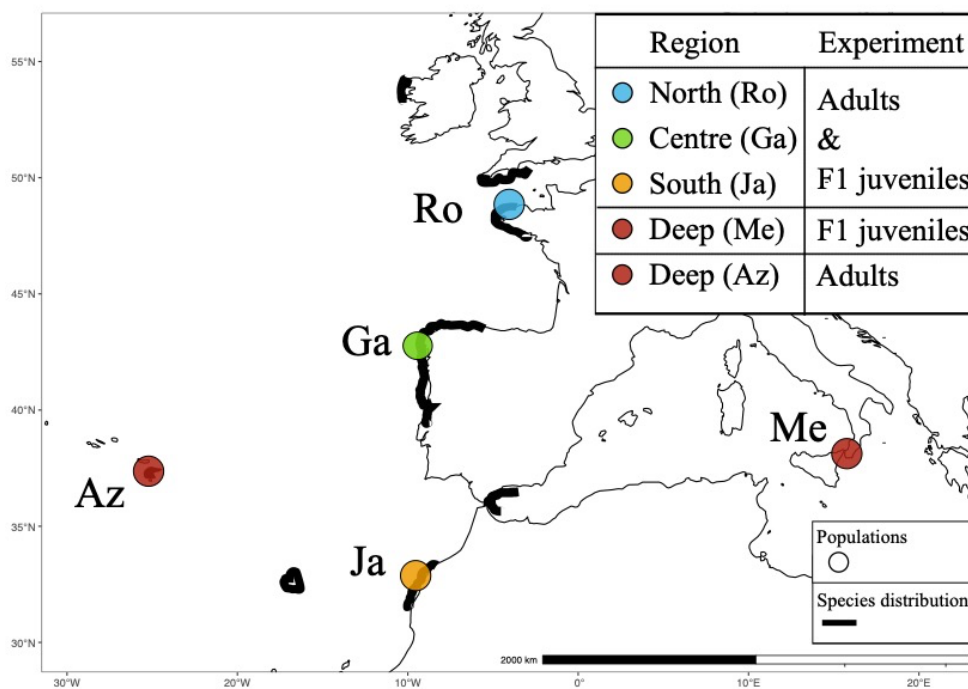 55°N
50°N
45°N
40°N
35°N
30°N
30°W
20°W
10°W
0°
10°E
20°E
Region Experiment
North (Ro) Adults
Centre (Ga) &
South (Ja) F1 juveniles
Deep (Me) F1 juveniles
Deep (Az) Adults
Ro
Ga
Me
Az
Ja
Populations
Species distribution
2000 km